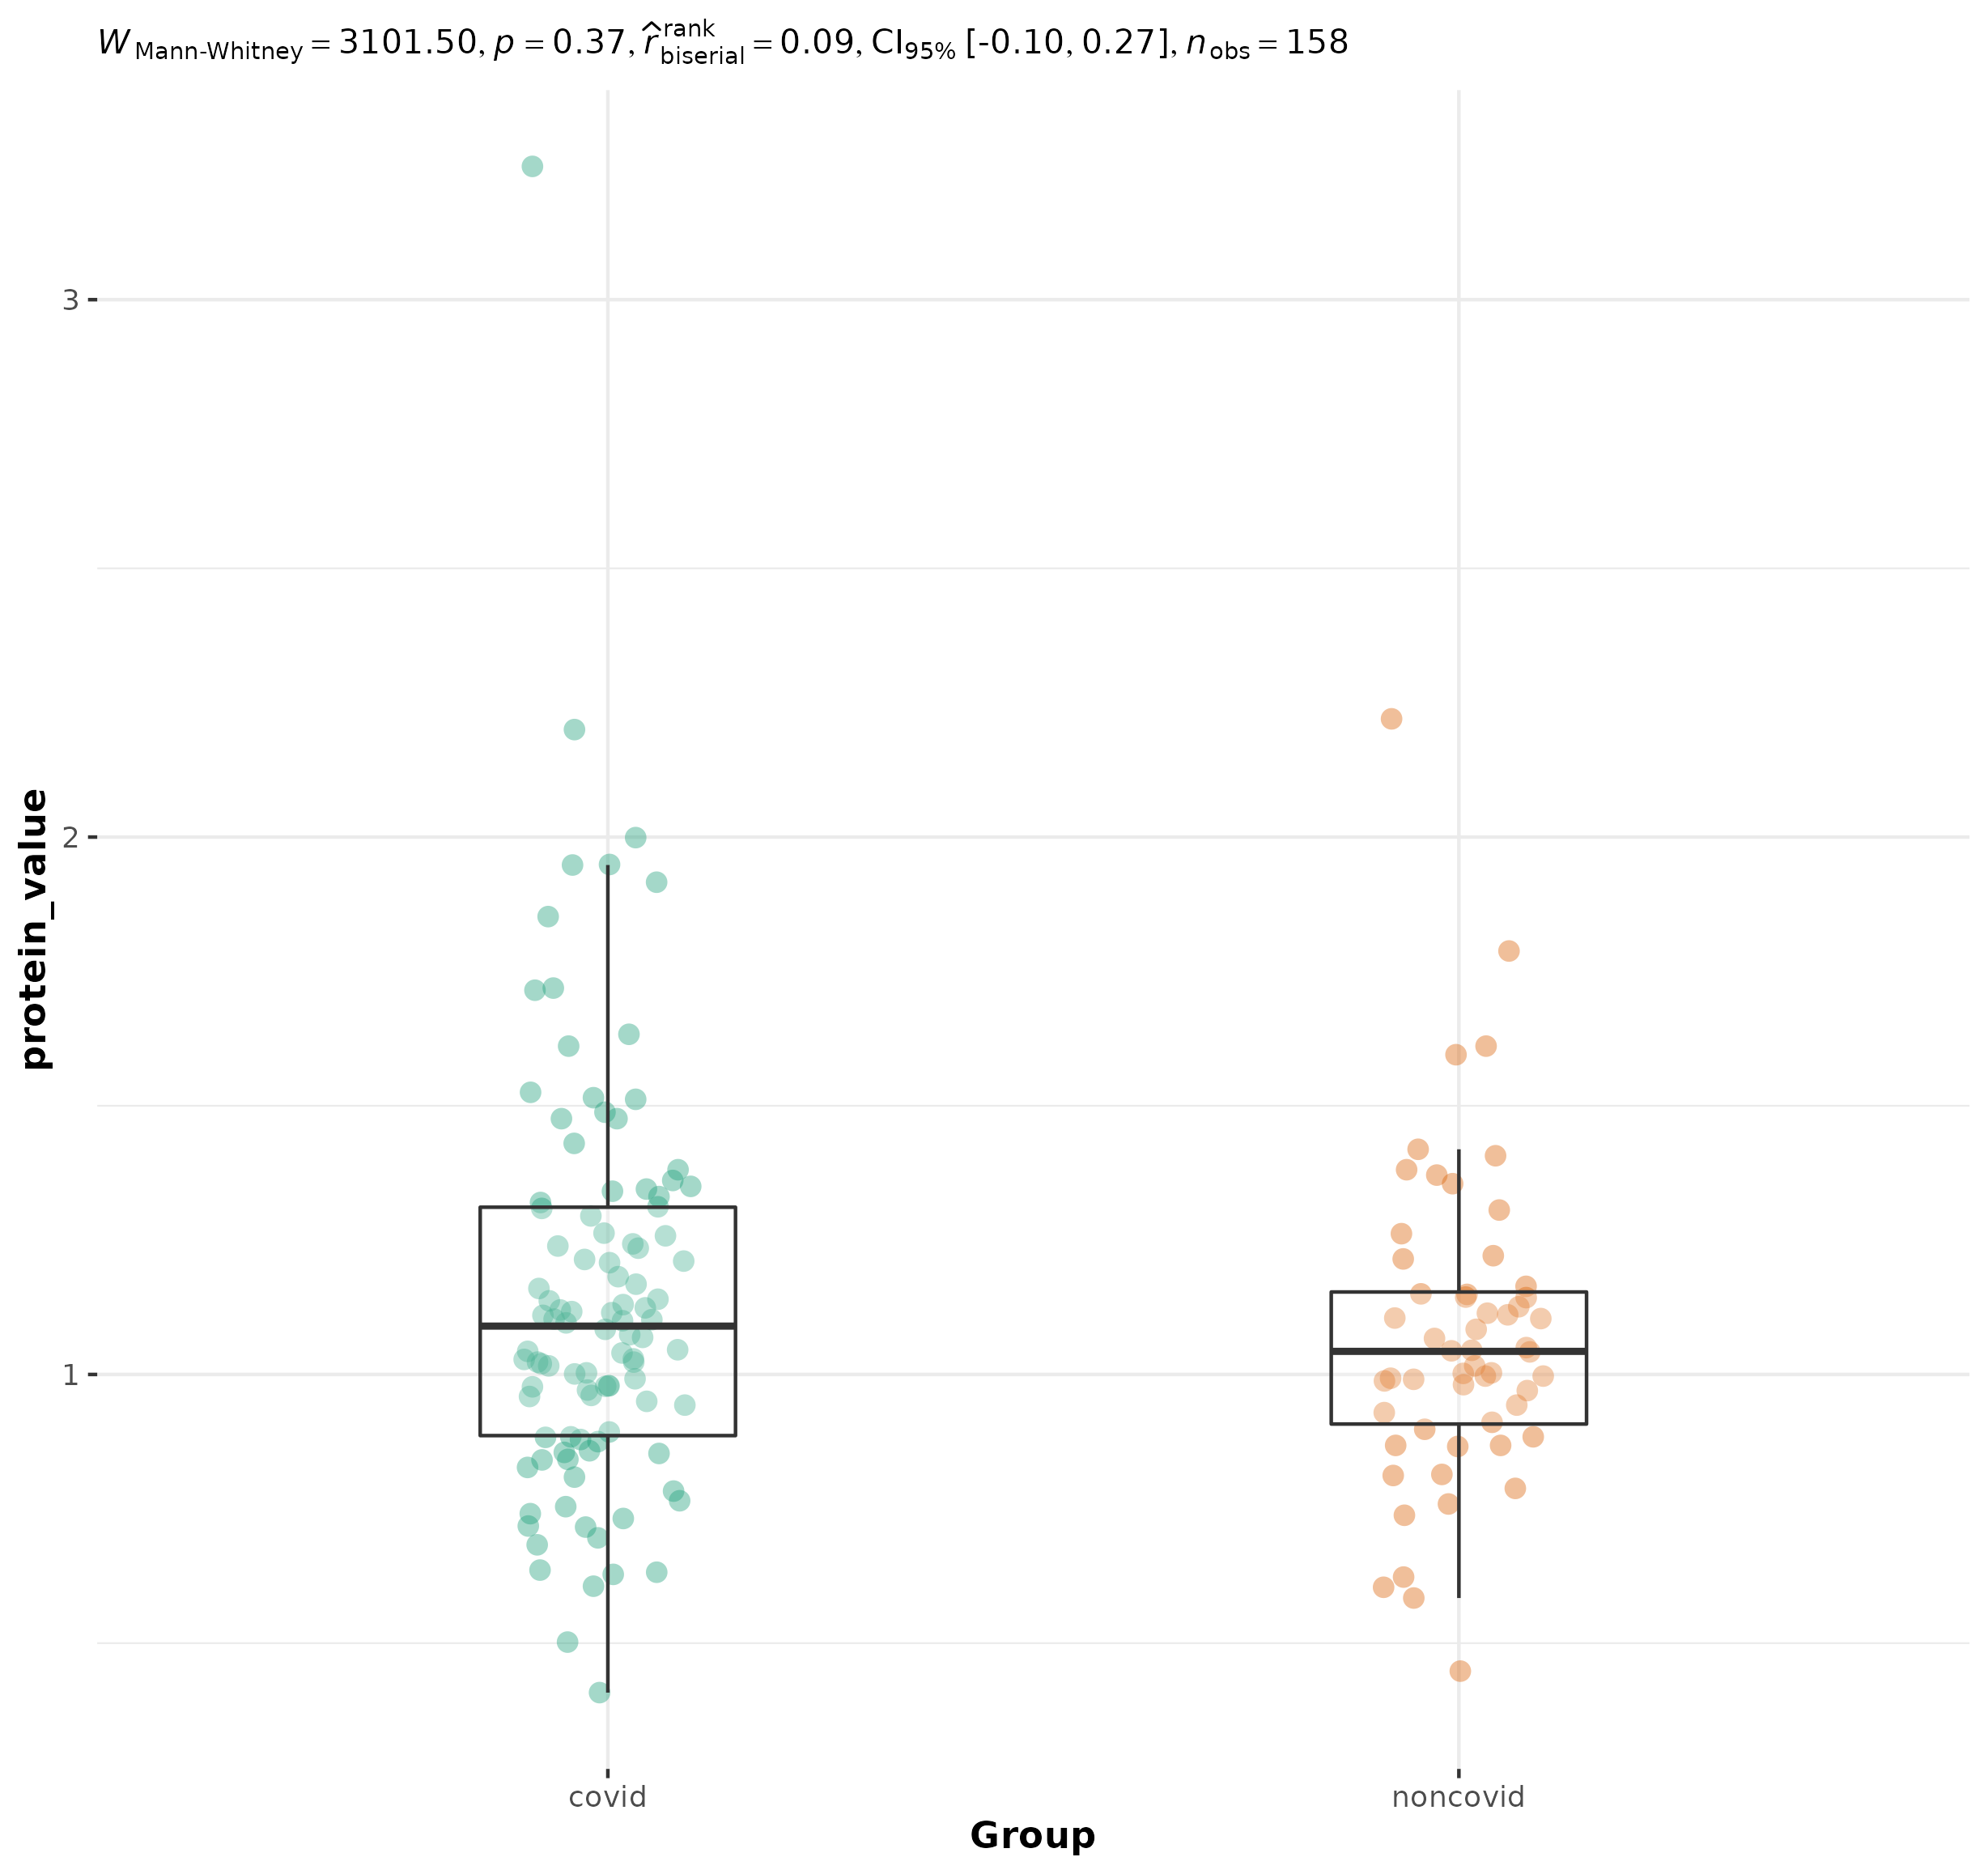 W Mann-Whitney = 3101.50, p = 0.37, r̂ rank biserial = 0.09, CI95% [-0.10, 0.27], nobs = 158
protein_value
3
2
1
covid noncovid
Group